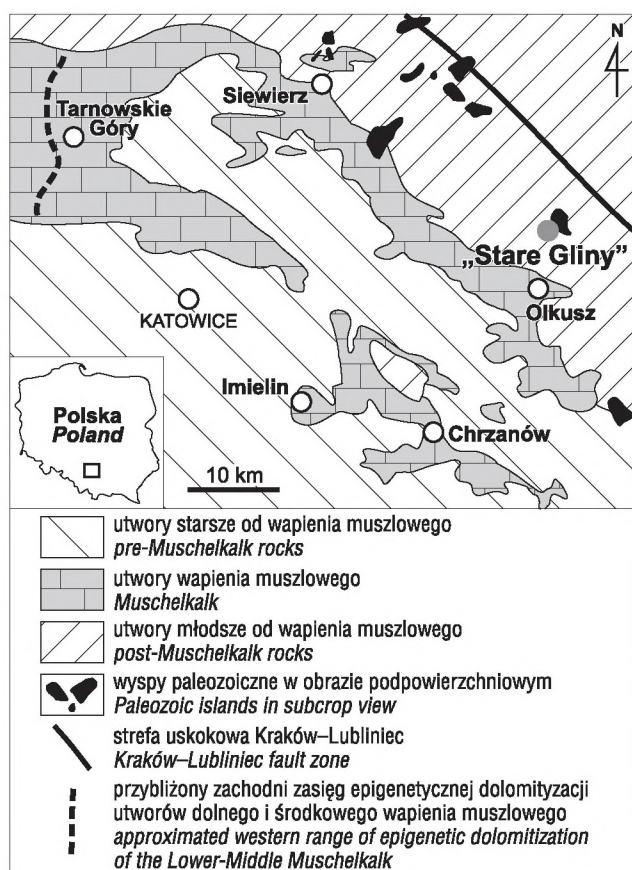 N
Siewierz
Tarnowskie
Góry
„Stare Gliny”
Olkusz
KATOWICE
Imielin
Polska
Poland
Chrzanów
10 km
utwory starsze od wapienia muszlowego
pre-Muschelkalk rocks
utwory wapienia muszlowego
Muschelkalk
utwory młodsze od wapienia muszlowego
post-Muschelkalk rocks
wyspy paleozoiczne w obrazie podpowierzchniowym
Paleozoic islands in subcrop view
strefa uskokowa Kraków–Lubliniec
Kraków–Lubliniec fault zone
przybliżony zachodni zasięg epigenetycznej dolomityzacji
utworów dolnego i środkowego wapienia muszlowego
approximated western range of epigenetic dolomitization
of the Lower-Middle Muschelkalk